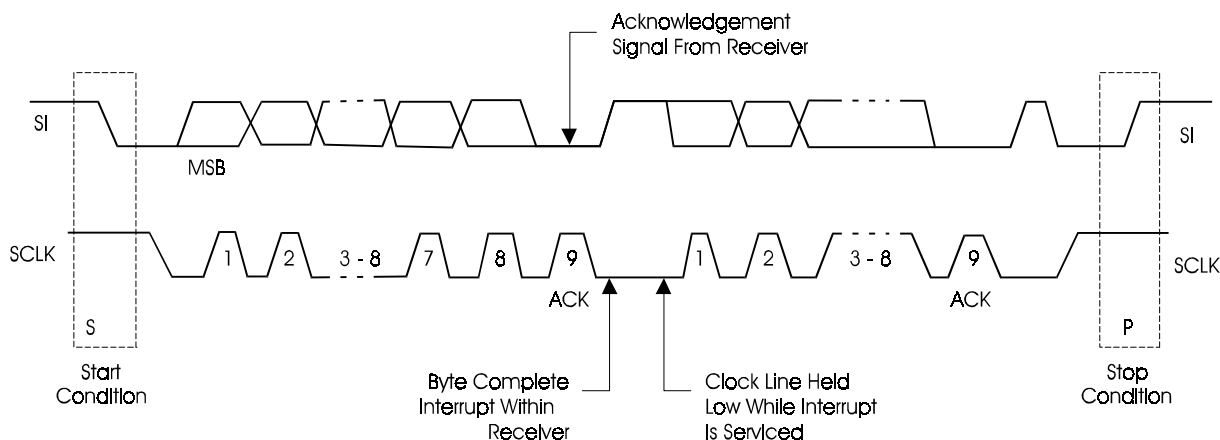 Acknowledgement
Signal From Receiver
SI
MSB
SI
SCLK
1
2
3 - 8
7
8
9
1
2
3 - 8
9
SCLK
ACK
ACK
S
P
Start
Condition
Byte Complete
Interrupt Within
Receiver
Clock Line Held
Low While Interrupt
Is Serviced
Stop
Condition